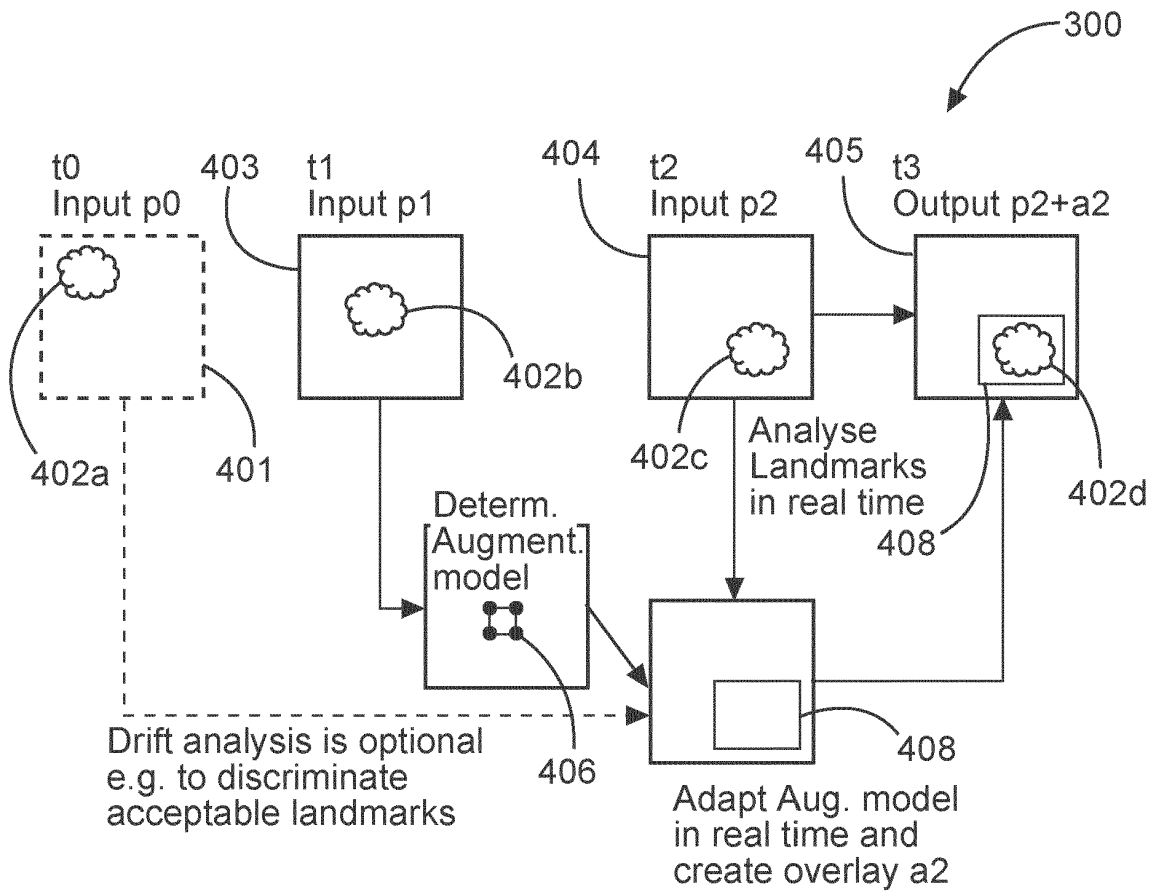 300
t0
Input p0
403
t1
Input p1
404
t2
Input p2
405
t3
Output p2+a2
402a
401
402b
402c
Analyse
Landmarks
in real time
408
402d
Determ.
Augment.
model
406
408
Drift analysis is optional
e.g. to discriminate
acceptable landmarks
Adapt Aug. model
in real time and
create overlay a2